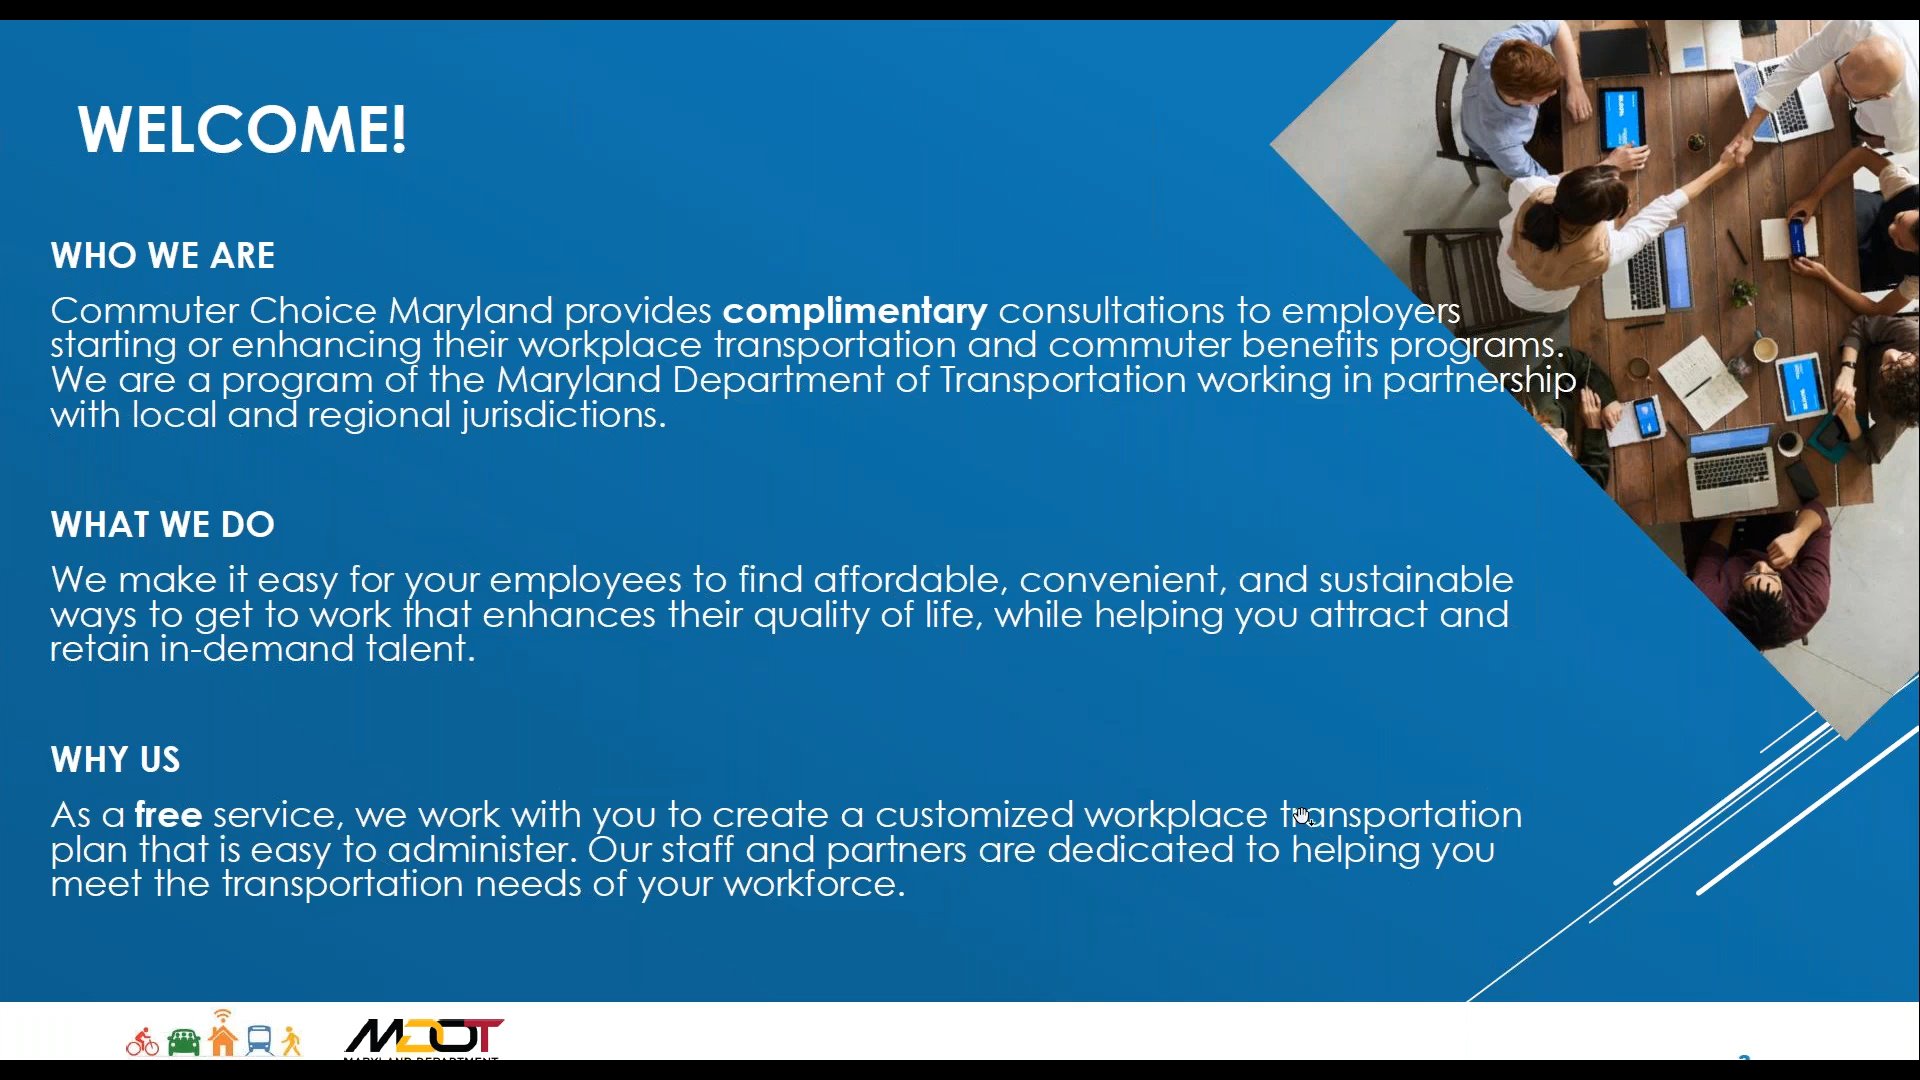 WELCOME!
WHO WE ARE
Commuter Choice Maryland provides complimentary consultations to employers
starting or enhancing their workplace transportation and commuter benefits programs.
We are a program of the Maryland Department of Transportation working in partnership
with local and regional jurisdictions.
WHAT WE DO
We make it easy for your employees to find affordable, convenient, and sustainable
ways to get to work that enhances their quality of life, while helping you attract and
retain in-demand talent.
WHY US
As a free service, we work with you to create a customized workplace transportation
plan that is easy to administer. Our staff and partners are dedicated to helping you
meet the transportation needs of your workforce.
MDOT
MARYLAND DEPARTMENT